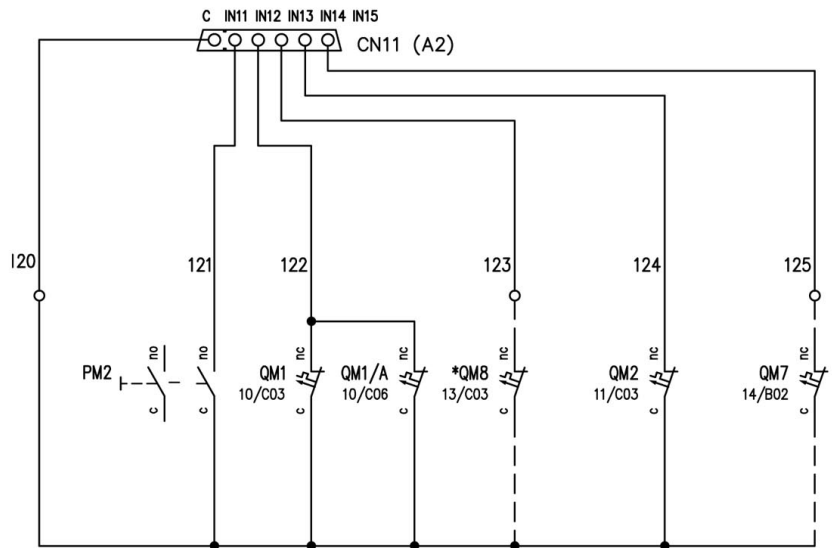 C IN11 IN12 IN13 IN14 IN15
CN11 (A2)
120 121 122 123 124 125
no no nc nc nc nc nc
PM2 QM1 QM1/A *QM8 QM2 QM7
10/C03 10/C06 13/C03 11/C03 14/B02
c c c c c c c